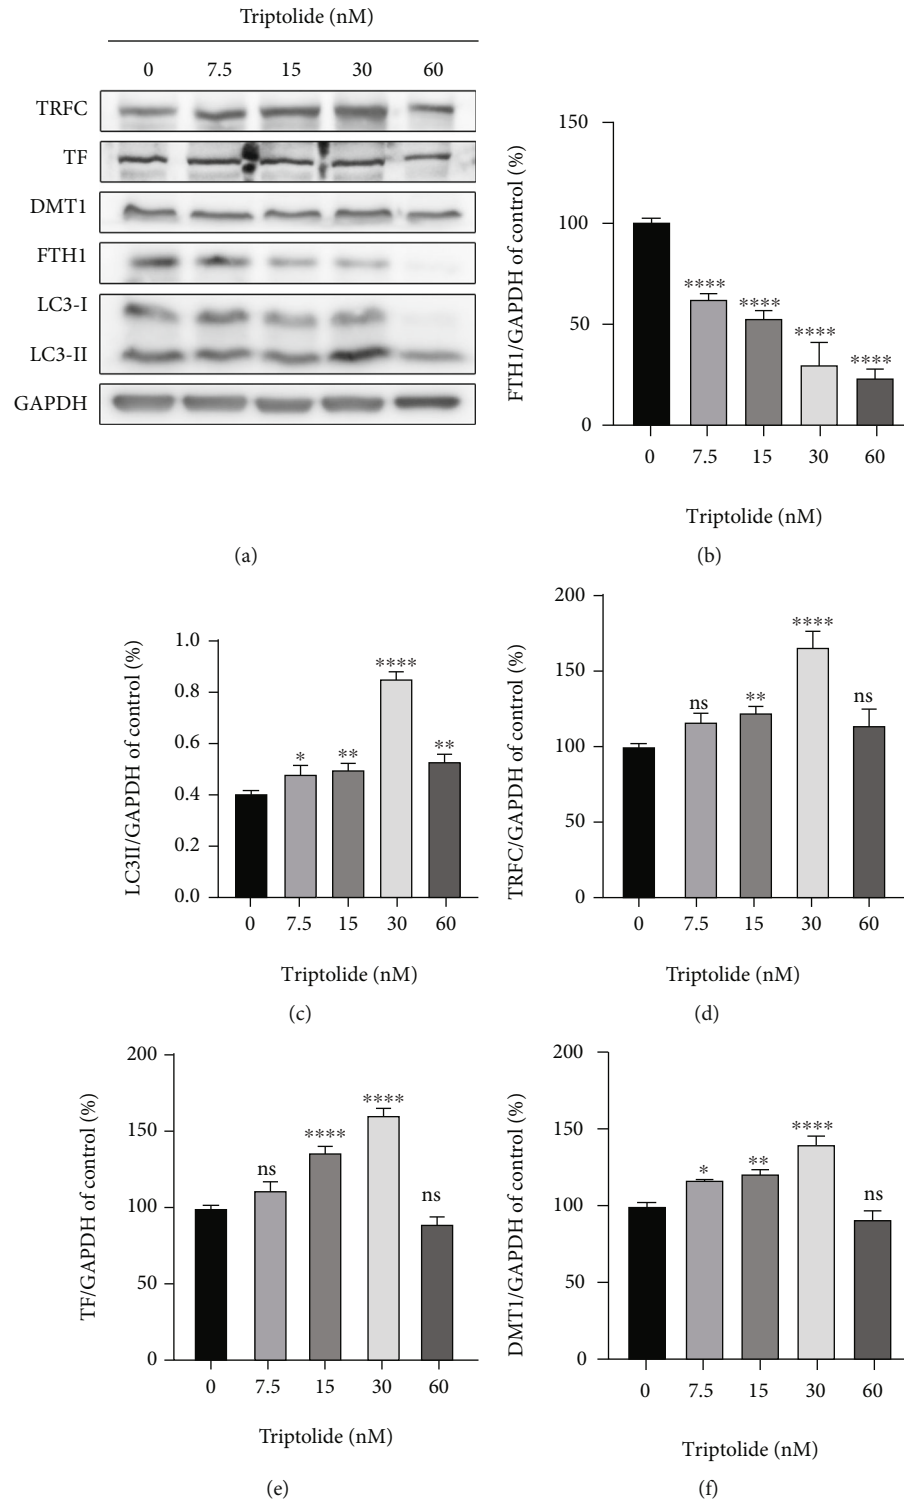 Triptolide (nM)
0 7.5 15 30 60
TRFC
TF
DMT1
FTH1
LC3-I
LC3-II
GAPDH
(a)
FTH1/GAPDH of control (%)
150
100
50
0
****
****
****
****
0 7.5 15 30 60
Triptolide (nM)
(b)
LC3II/GAPDH of control (%)
1.0
0.8
0.6
0.4
0.2
0.0
*
**
****
**
0 7.5 15 30 60
Triptolide (nM)
(c)
TRFC/GAPDH of control (%)
200
150
100
50
0
ns
**
****
ns
0 7.5 15 30 60
Triptolide (nM)
(d)
TF/GAPDH of control (%)
200
150
100
50
0
ns
****
****
ns
0 7.5 15 30 60
Triptolide (nM)
(e)
DMT1/GAPDH of control (%)
200
150
100
50
0
*
**
****
ns
0 7.5 15 30 60
Triptolide (nM)
(f)